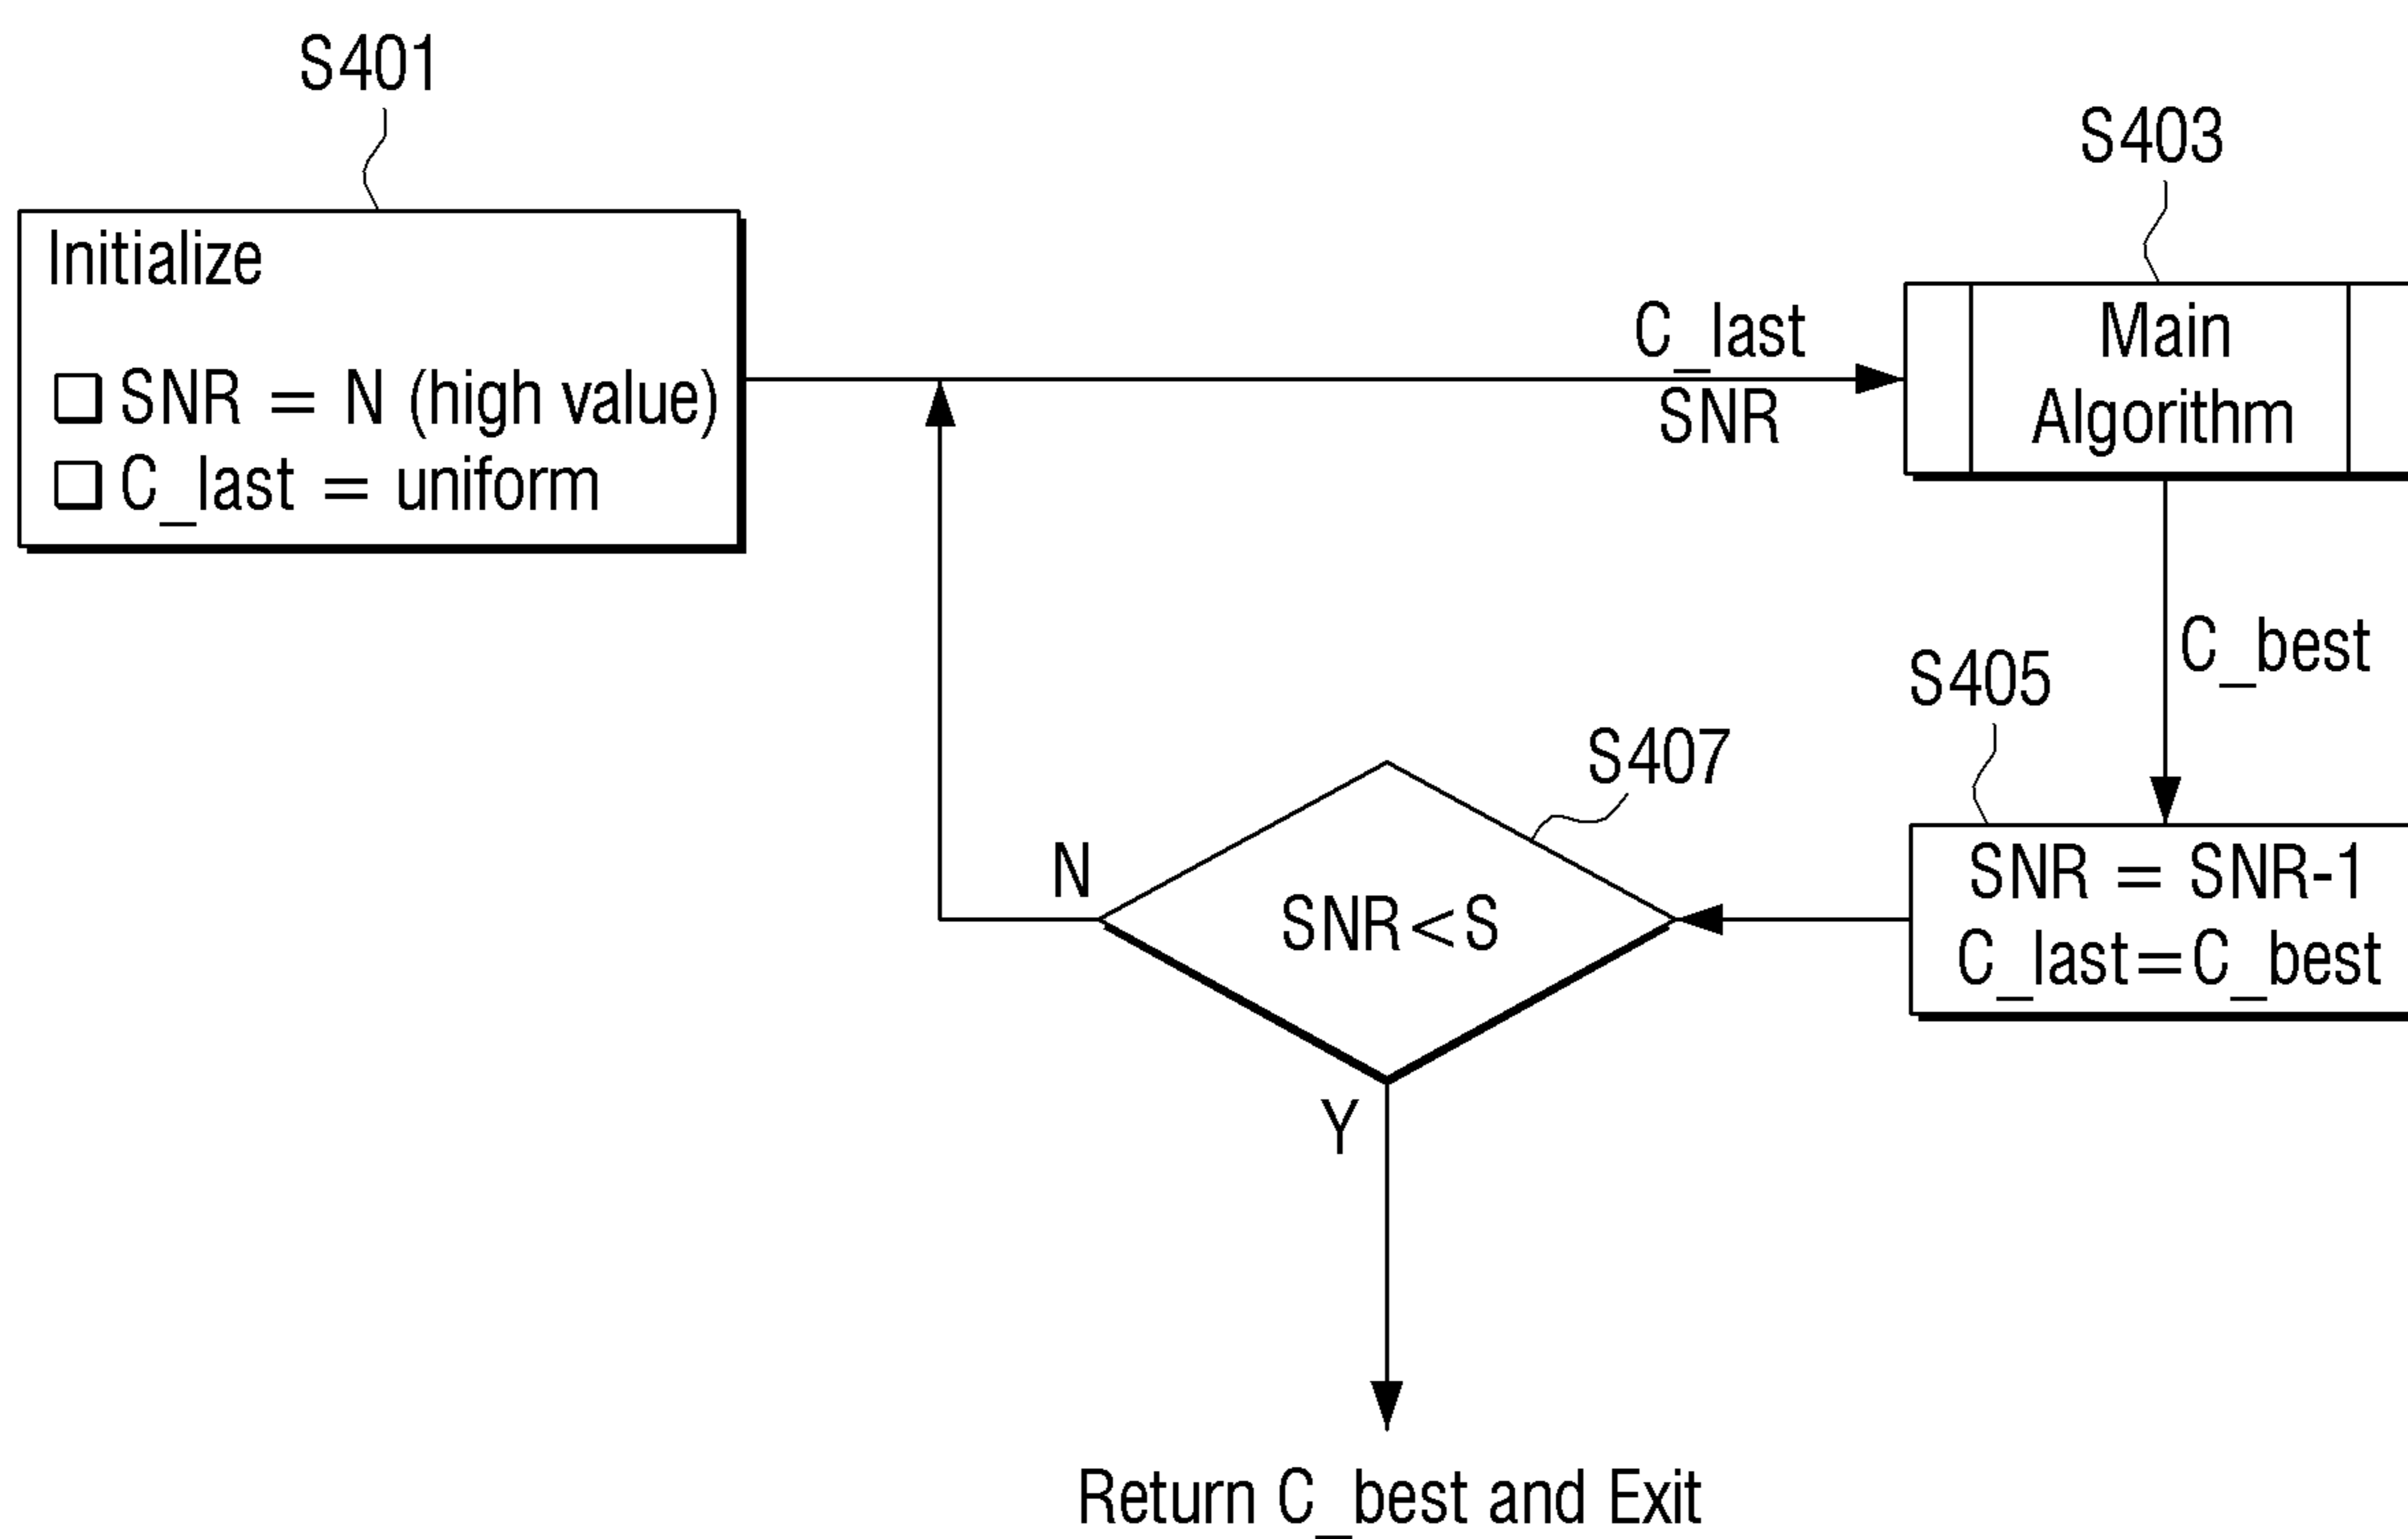 S401
Initialize
□ SNR = N (high value)
□ C_last = uniform
C_last
SNR
S403
Main
Algorithm
C_best
S405
SNR = SNR-1
C_last=C_best
S407
SNR<S
N
Y
Return C_best and Exit